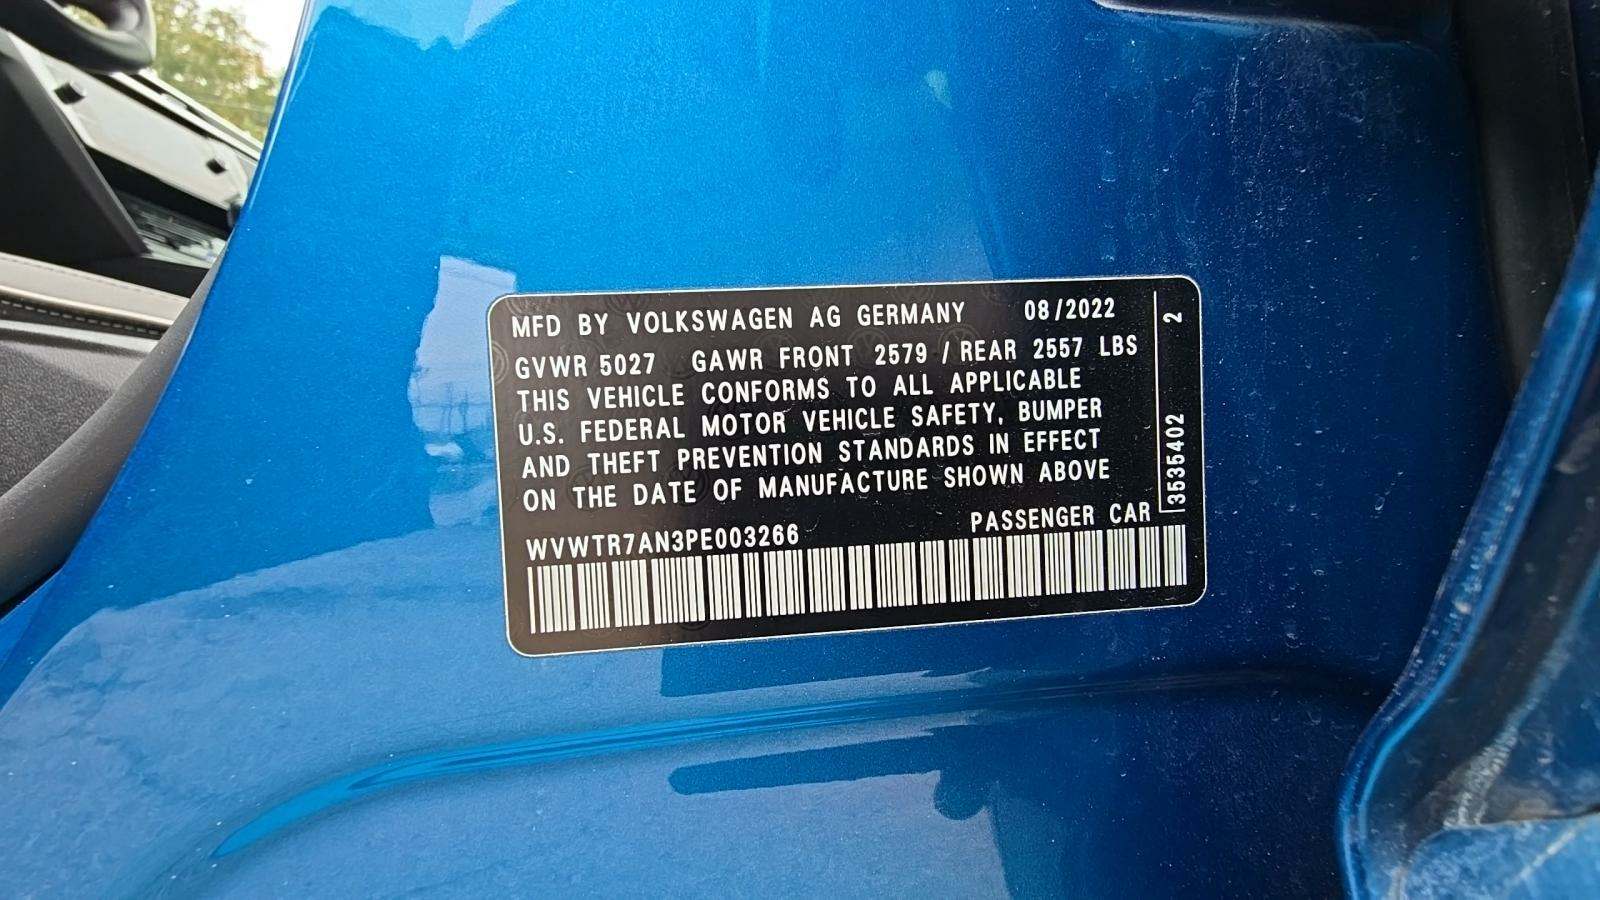 MFD BY VOLKSWAGEN AG GERMANY 08/2022
GVWR 5027 GAWR FRONT 2579 / REAR 2557 LBS
THIS VEHICLE CONFORMS TO ALL APPLICABLE
U.S. FEDERAL MOTOR VEHICLE SAFETY, BUMPER
AND THEFT PREVENTION STANDARDS IN EFFECT
ON THE DATE OF MANUFACTURE SHOWN ABOVE
WVWTR7AN3PE003266 PASSENGER CAR
3535402 2